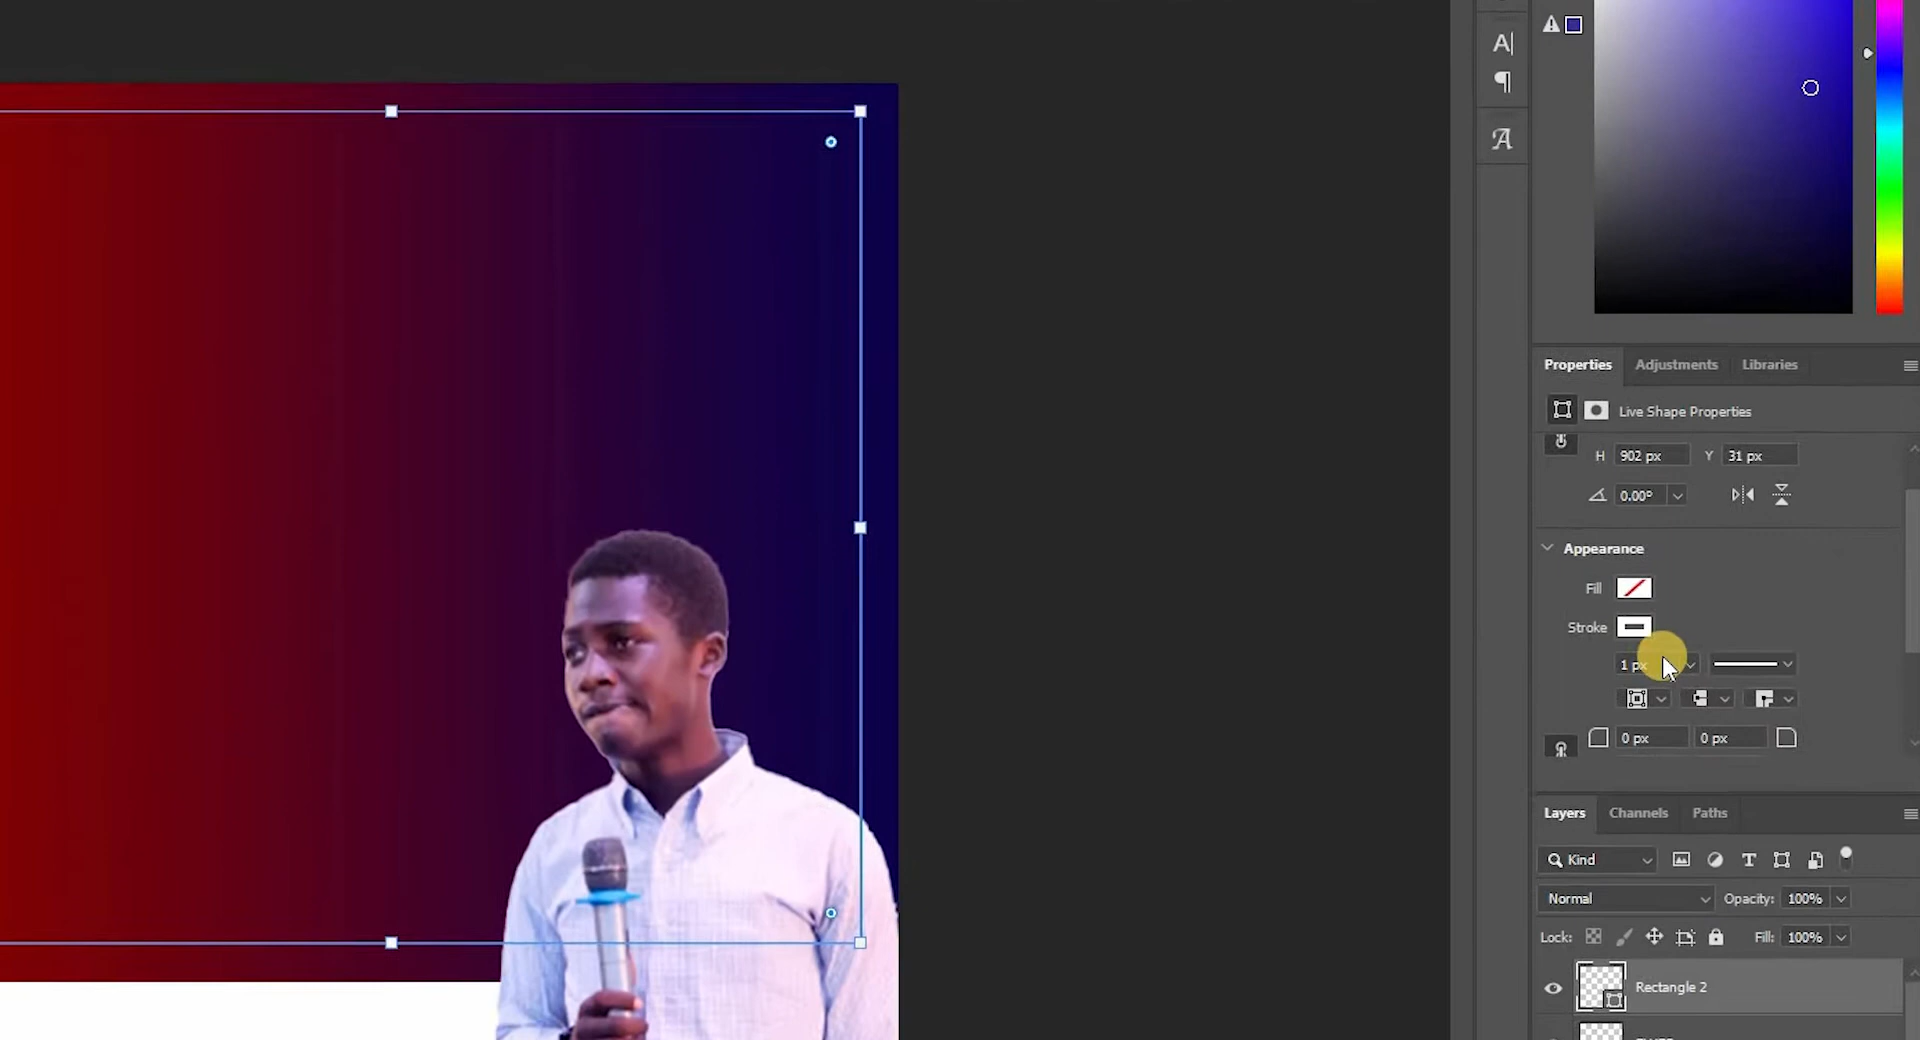 A|
¶
A
Properties Adjustments Libraries
Live Shape Properties
H 902 px Y 31 px
0.00°
Appearance
Fill
Stroke
1 px
0 px 0 px
Layers Channels Paths
Kind T
Normal Opacity: 100%
Lock: Fill: 100%
Rectangle 2